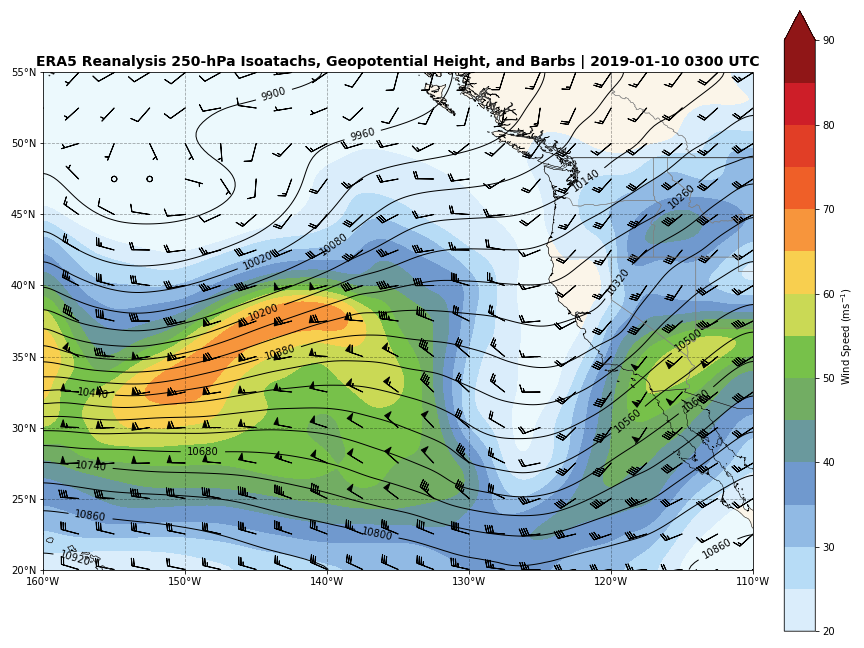 ERA5 Reanalysis 250-hPa Isoatachs, Geopotential Height, and Barbs | 2019-01-10 0300 UTC
55°N
50°N
45°N
40°N
35°N
30°N
25°N
20°N
160°W
150°W
140°W
130°W
120°W
110°W
9900
9960
10140
10260
10080
10020
10320
10200
10380
10500
10440
10680
10560
10680
10740
10860
10800
10860
10920
90
80
70
60
50
40
30
20
Wind Speed (ms⁻¹)